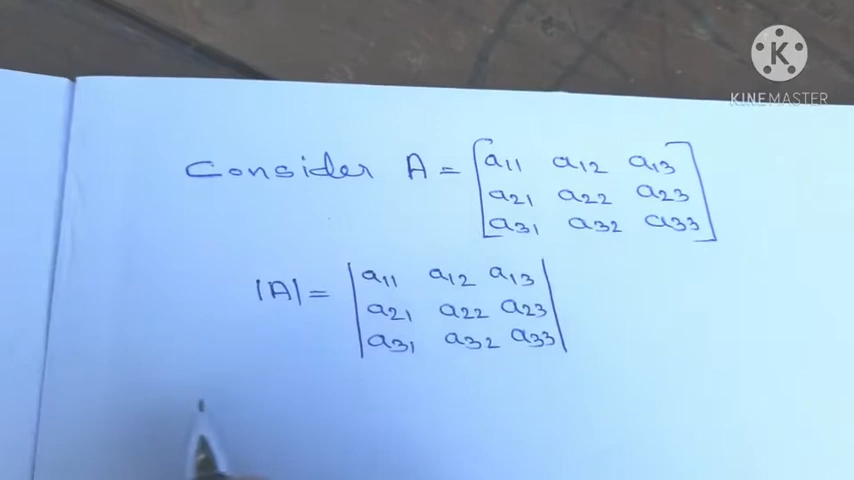 K
KINEMASTER
Consider A = [a11 a12 a13
a21 a22 a23
a31 a32 a33]
|A| = |a11 a12 a13
a21 a22 a23
a31 a32 a33|